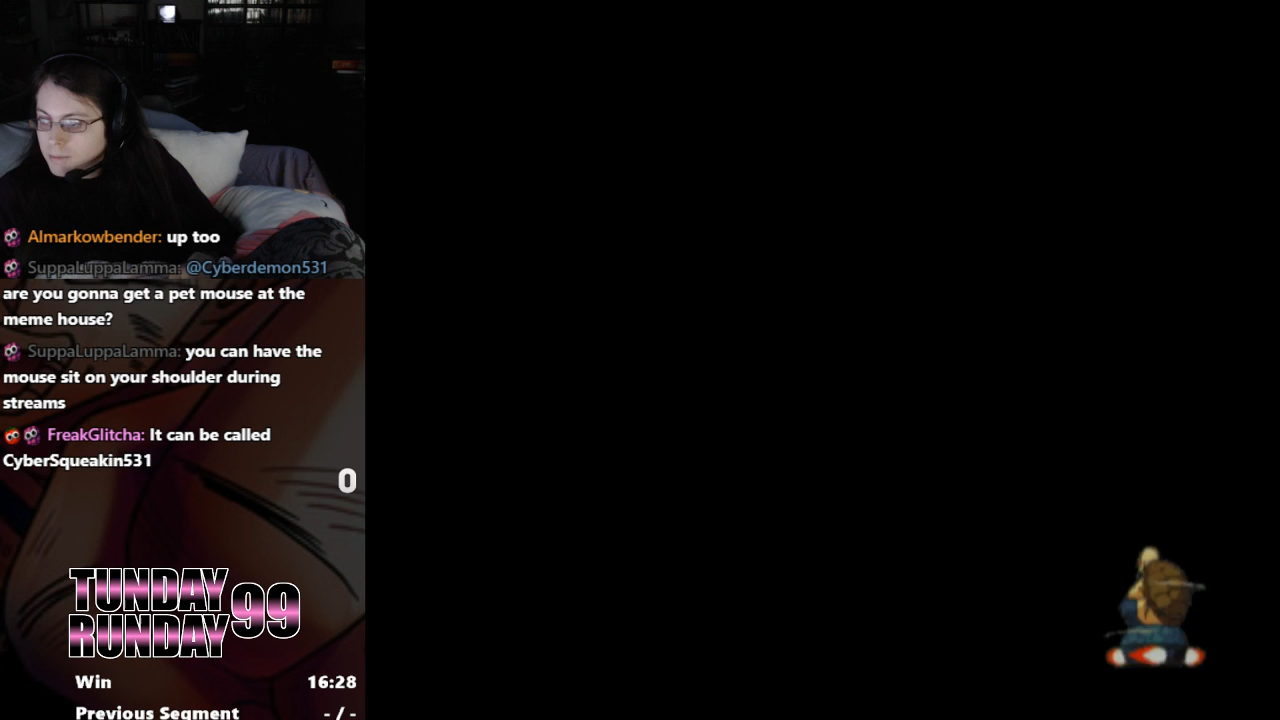 Almarkowbender: up too
SuppaLuppaLamma: @Cyberdemon531
are you gonna get a pet mouse at the
meme house?
SuppaLuppaLamma: you can have the
mouse sit on your shoulder during
streams
FreakGlitcha: It can be called
CyberSqueakin531
0
TUNDAY
RUNDAY 99
Win 16:28
Previous Segment - / -